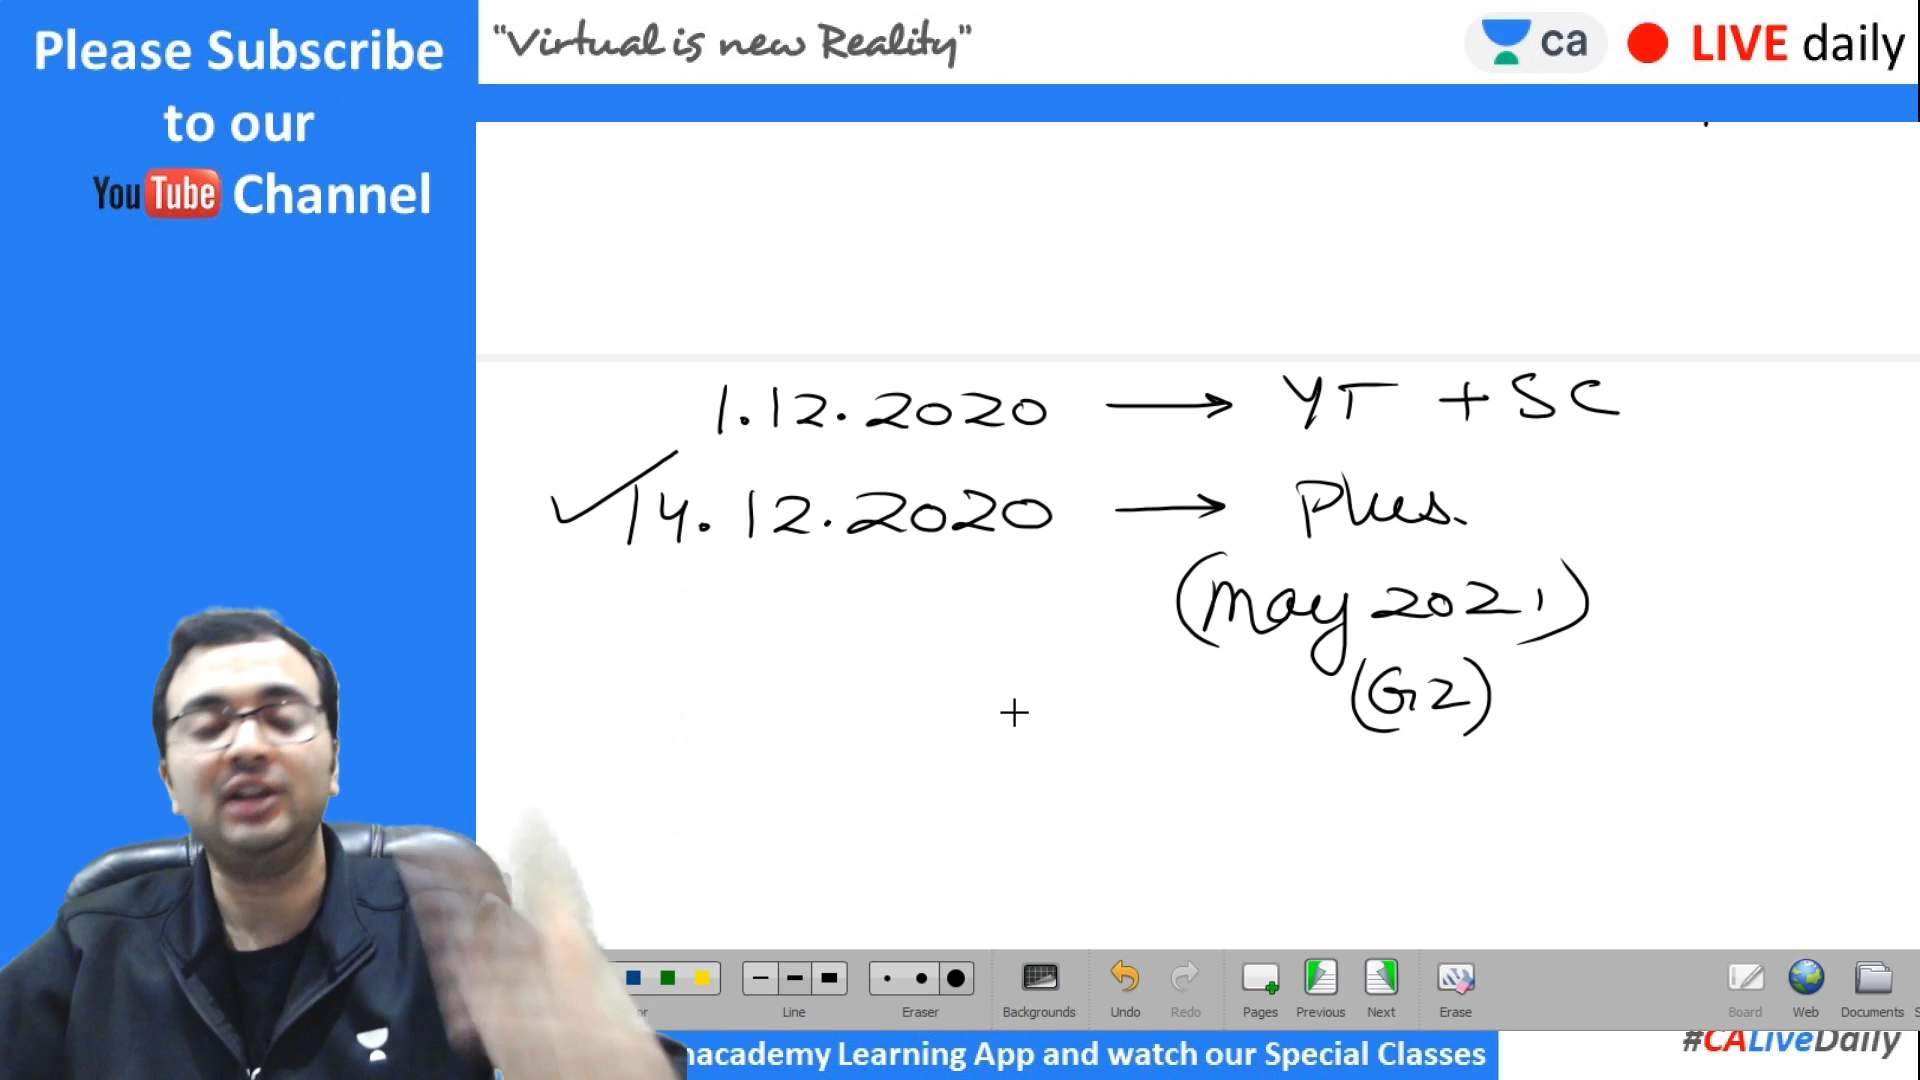 Please Subscribe
to our
YouTube Channel
"Virtual is new Reality"
ca
LIVE daily
1.12.2020 → YT + SC
✓14.12.2020 → Plus.
(May 2021)
(G2)
Line
Eraser
Backgrounds
Undo
Redo
Pages
Previous
Next
Erase
Board
Web
Documents
Learning App and watch our Special Classes
#CALiveDaily